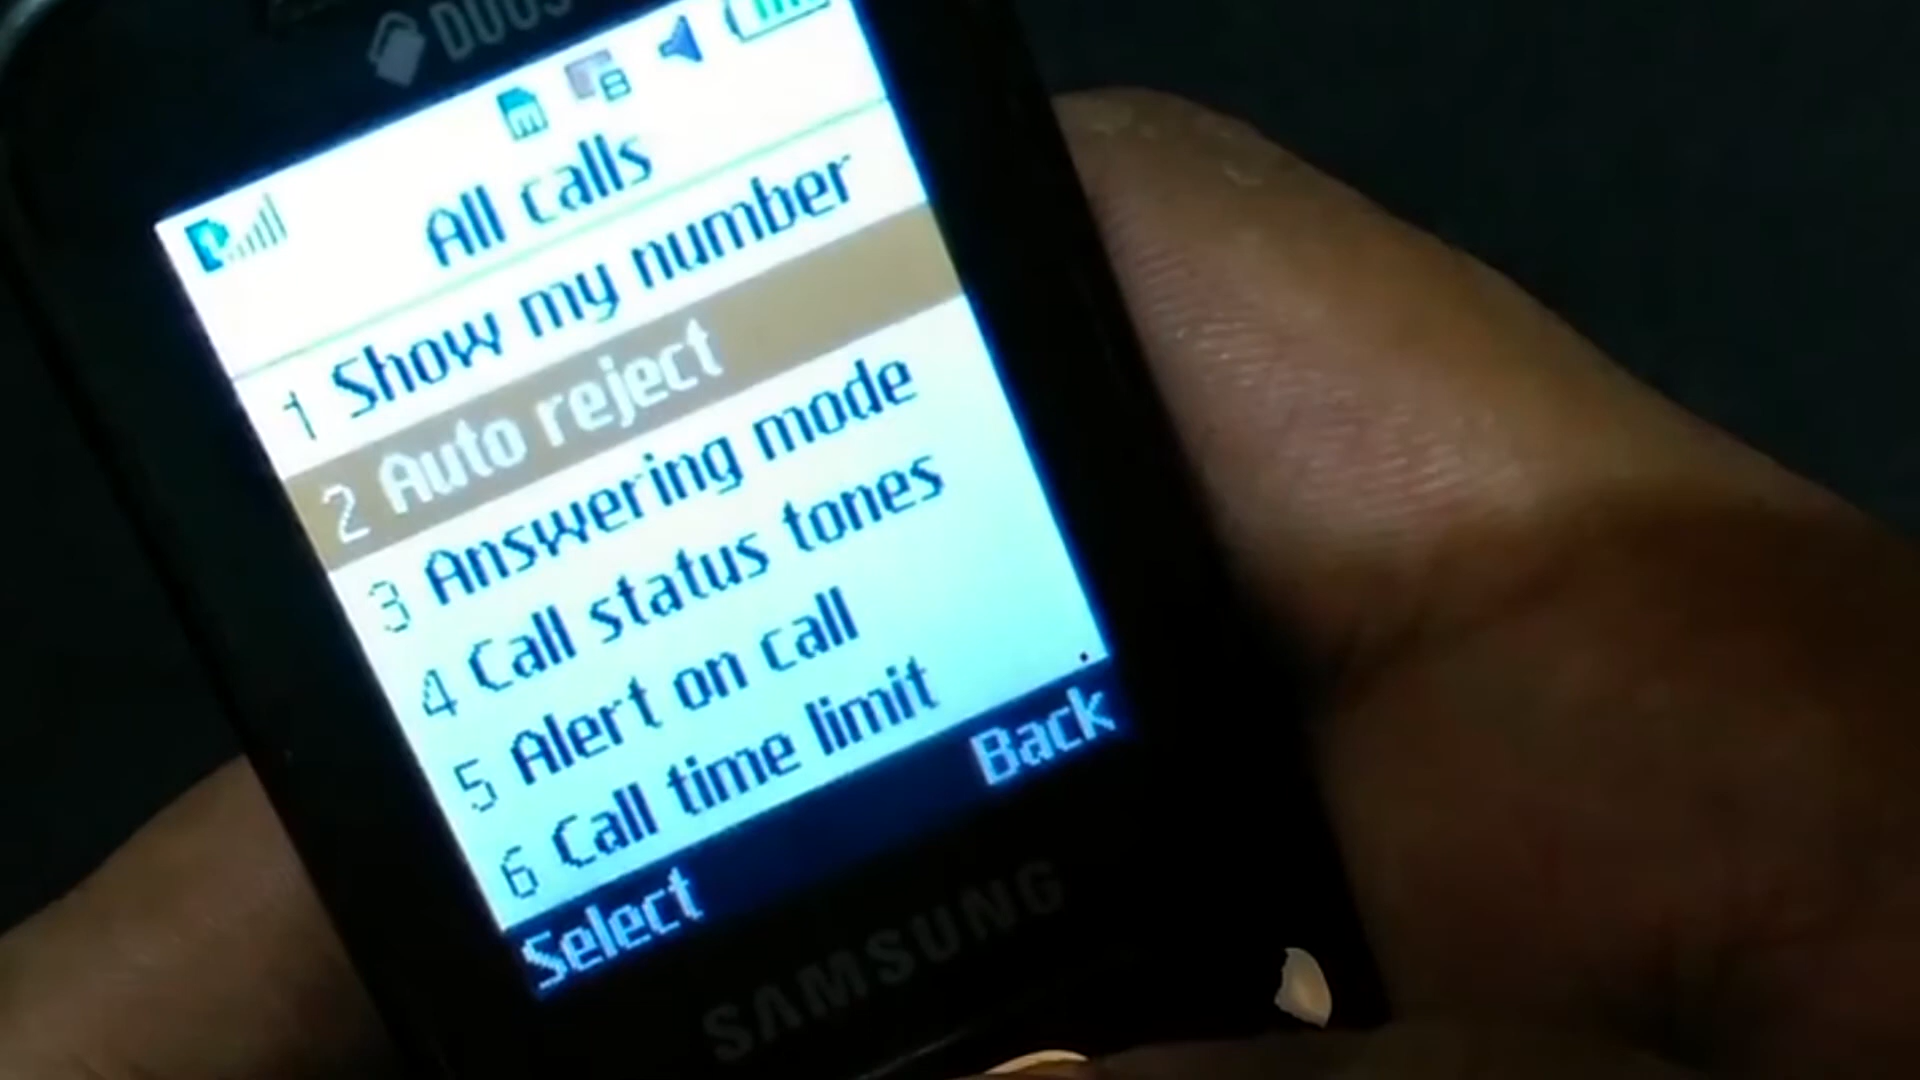 DUOS
All calls
1 Show my number
2 Auto reject
3 Answering mode
4 Call status tones
5 Alert on call
6 Call time limit
Select Back
SAMSUNG